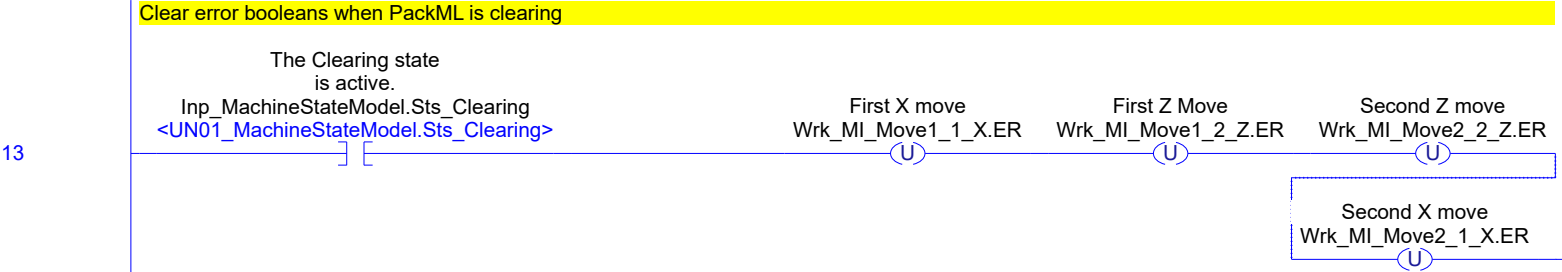 Clear error booleans when PackML is clearing
The Clearing state
is active.
Inp_MachineStateModel.Sts_Clearing
<UN01_MachineStateModel.Sts_Clearing>
First X move
Wrk_MI_Move1_1_X.ER
First Z Move
Wrk_MI_Move1_2_Z.ER
Second Z move
Wrk_MI_Move2_2_Z.ER
13
U
U
U
Second X move
Wrk_MI_Move2_1_X.ER
U